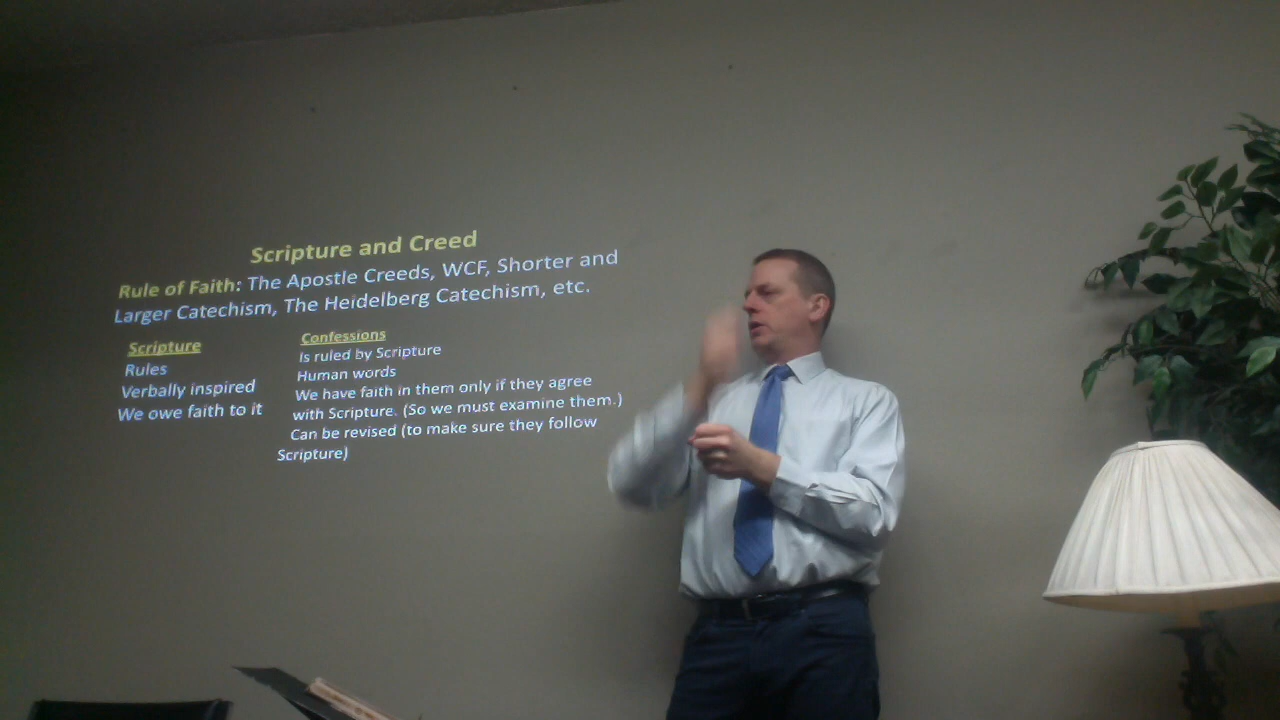 Scripture and Creed
Rule of Faith: The Apostle Creeds, WCF, Shorter and
Larger Catechism, The Heidelberg Catechism, etc.
Scripture
Rules
Verbally inspired
We owe faith to it
Confessions
Is ruled by Scripture
Human words
We have faith in them only if they agree
with Scripture. (So we must examine them.)
Can be revised (to make sure they follow
Scripture)